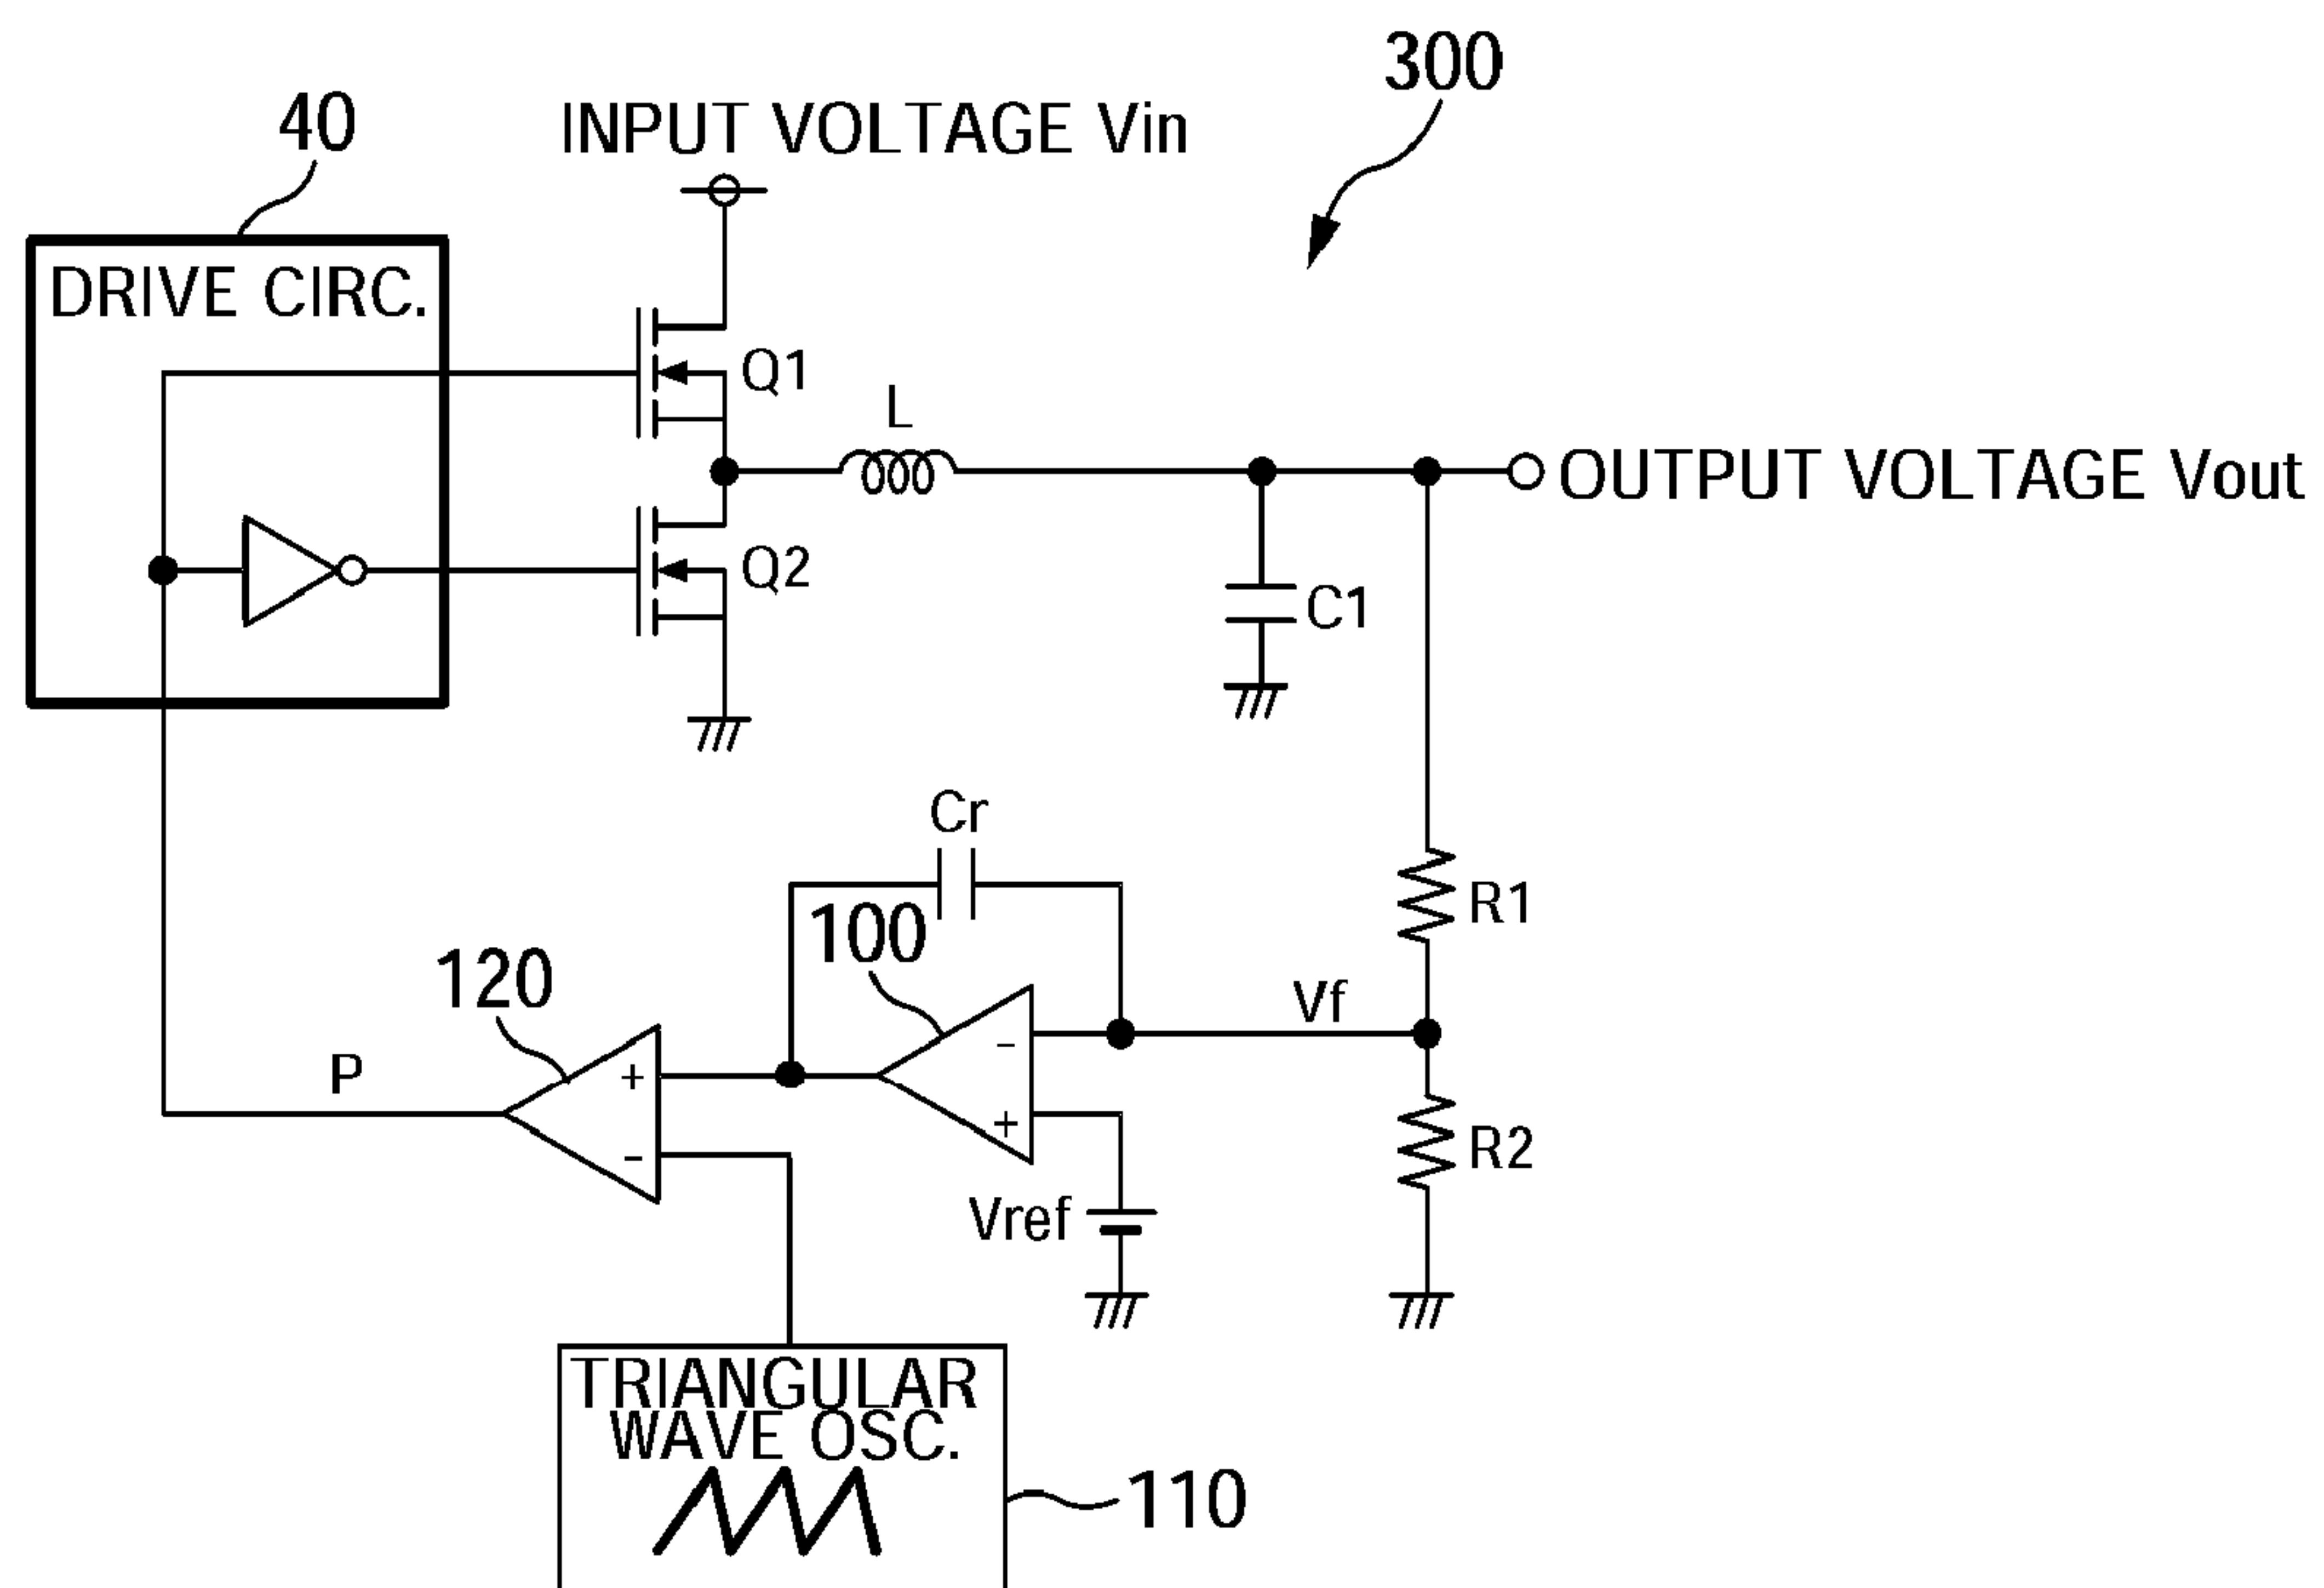 300
40
INPUT VOLTAGE Vin
DRIVE CIRC.
Q1
L
OUTPUT VOLTAGE Vout
Q2
C1
Cr
R1
100
120
Vf
-
P
+
+
-
R2
Vref
TRIANGULAR
WAVE OSC.
110